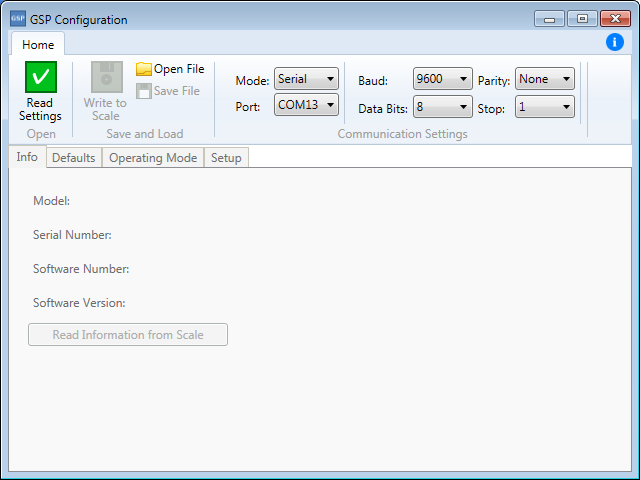 GSP GSP Configuration
Home
i
Read Settings
Open
Write to Scale
Open File
Save File
Save and Load
Mode: Serial
Port: COM13
Baud: 9600 Parity: None
Data Bits: 8 Stop: 1
Communication Settings
Info Defaults Operating Mode Setup
Model:
Serial Number:
Software Number:
Software Version:
Read Information from Scale